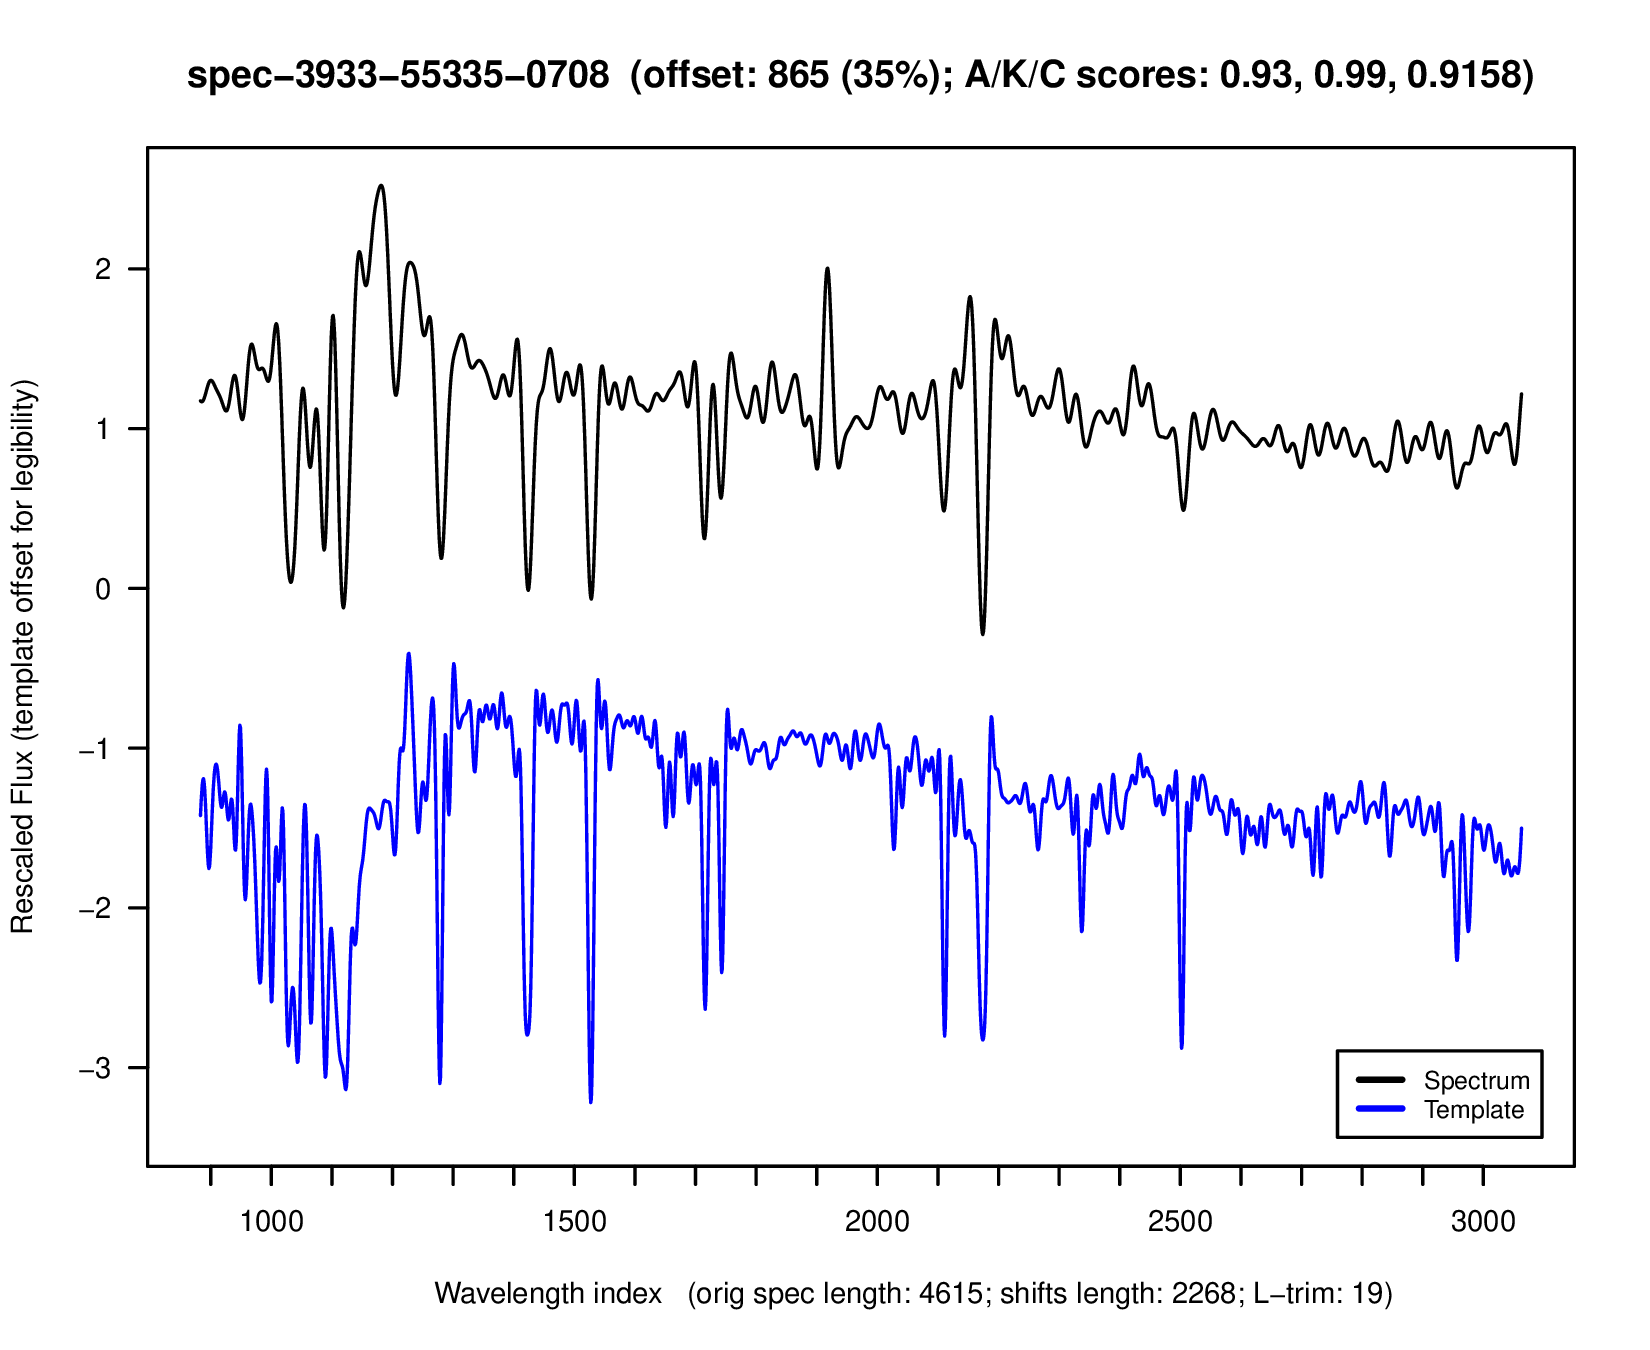 spec−3933−55335−0708 (offset: 865 (35%); A/K/C scores: 0.93, 0.99, 0.9158)
Rescaled Flux (template offset for legibility)
2
1
0
−1
−2
−3
Spectrum
Template
1000 1500 2000 2500 3000
Wavelength index (orig spec length: 4615; shifts length: 2268; L−trim: 19)